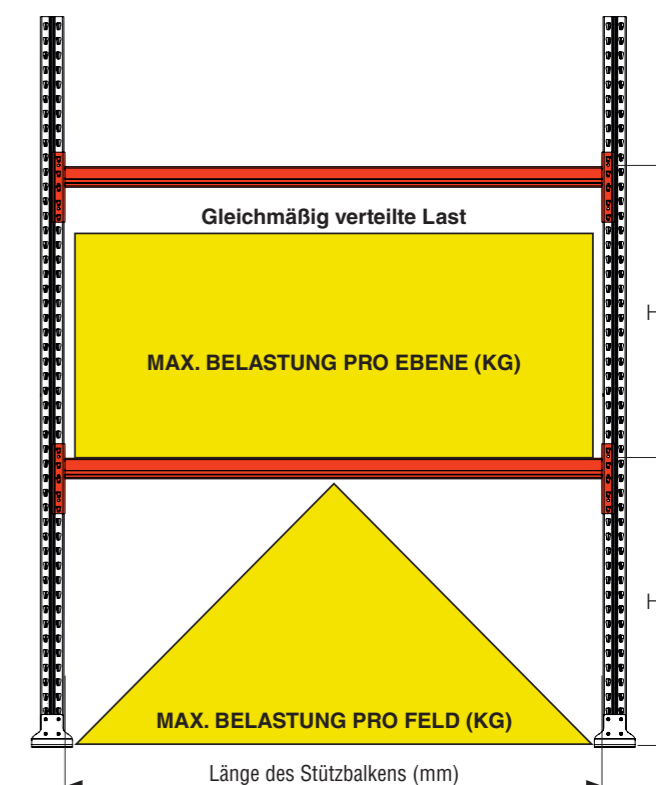 Gleichmäßig verteilte Last
MAX. BELASTUNG PRO EBENE (KG)
H
H
MAX. BELASTUNG PRO FELD (KG)
Länge des Stützbalkens (mm)